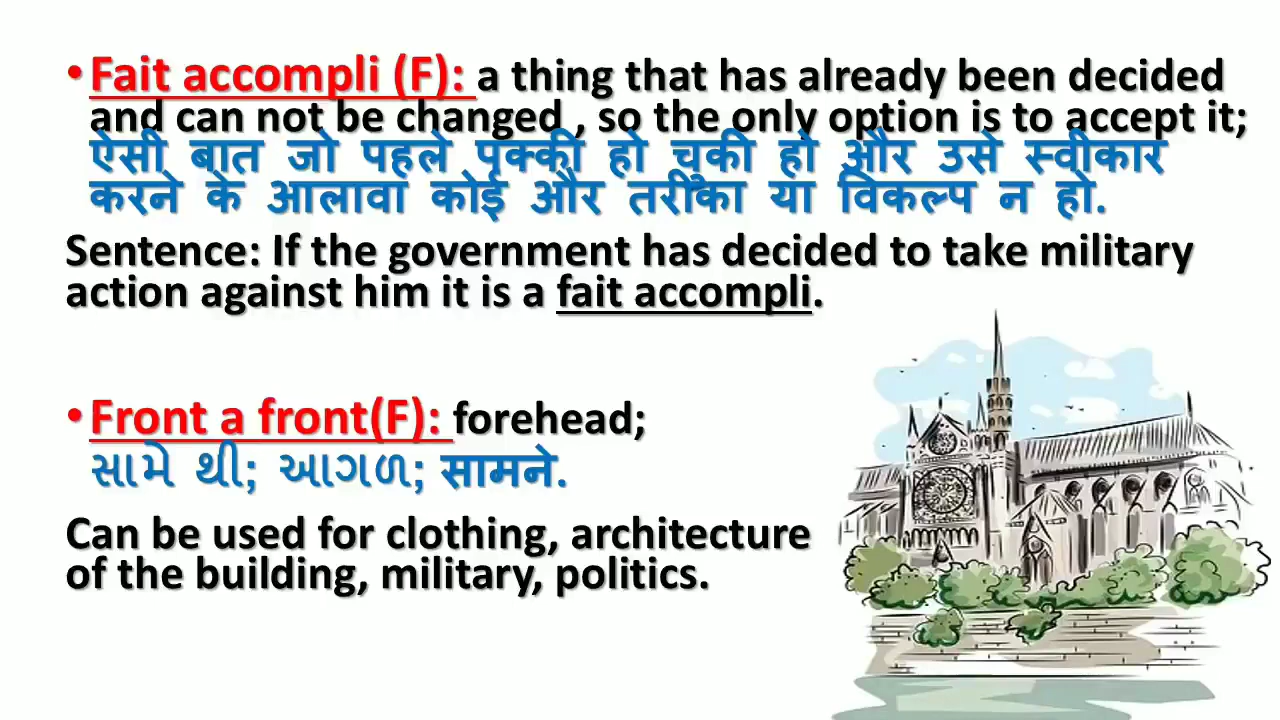 •Fait accompli (F): a thing that has already been decided
and can not be changed , so the only option is to accept it;
ऐसी बात जो पहले पृक्की हो चुकी हो और उसे स्वीकार
करने के आलावा कोई और तरीका या विकल्प न हो.
Sentence: If the government has decided to take military
action against him it is a fait accompli.
•Front a front(F): forehead;
સામે થી; આગળ; सामने.
Can be used for clothing, architecture
of the building, military, politics.